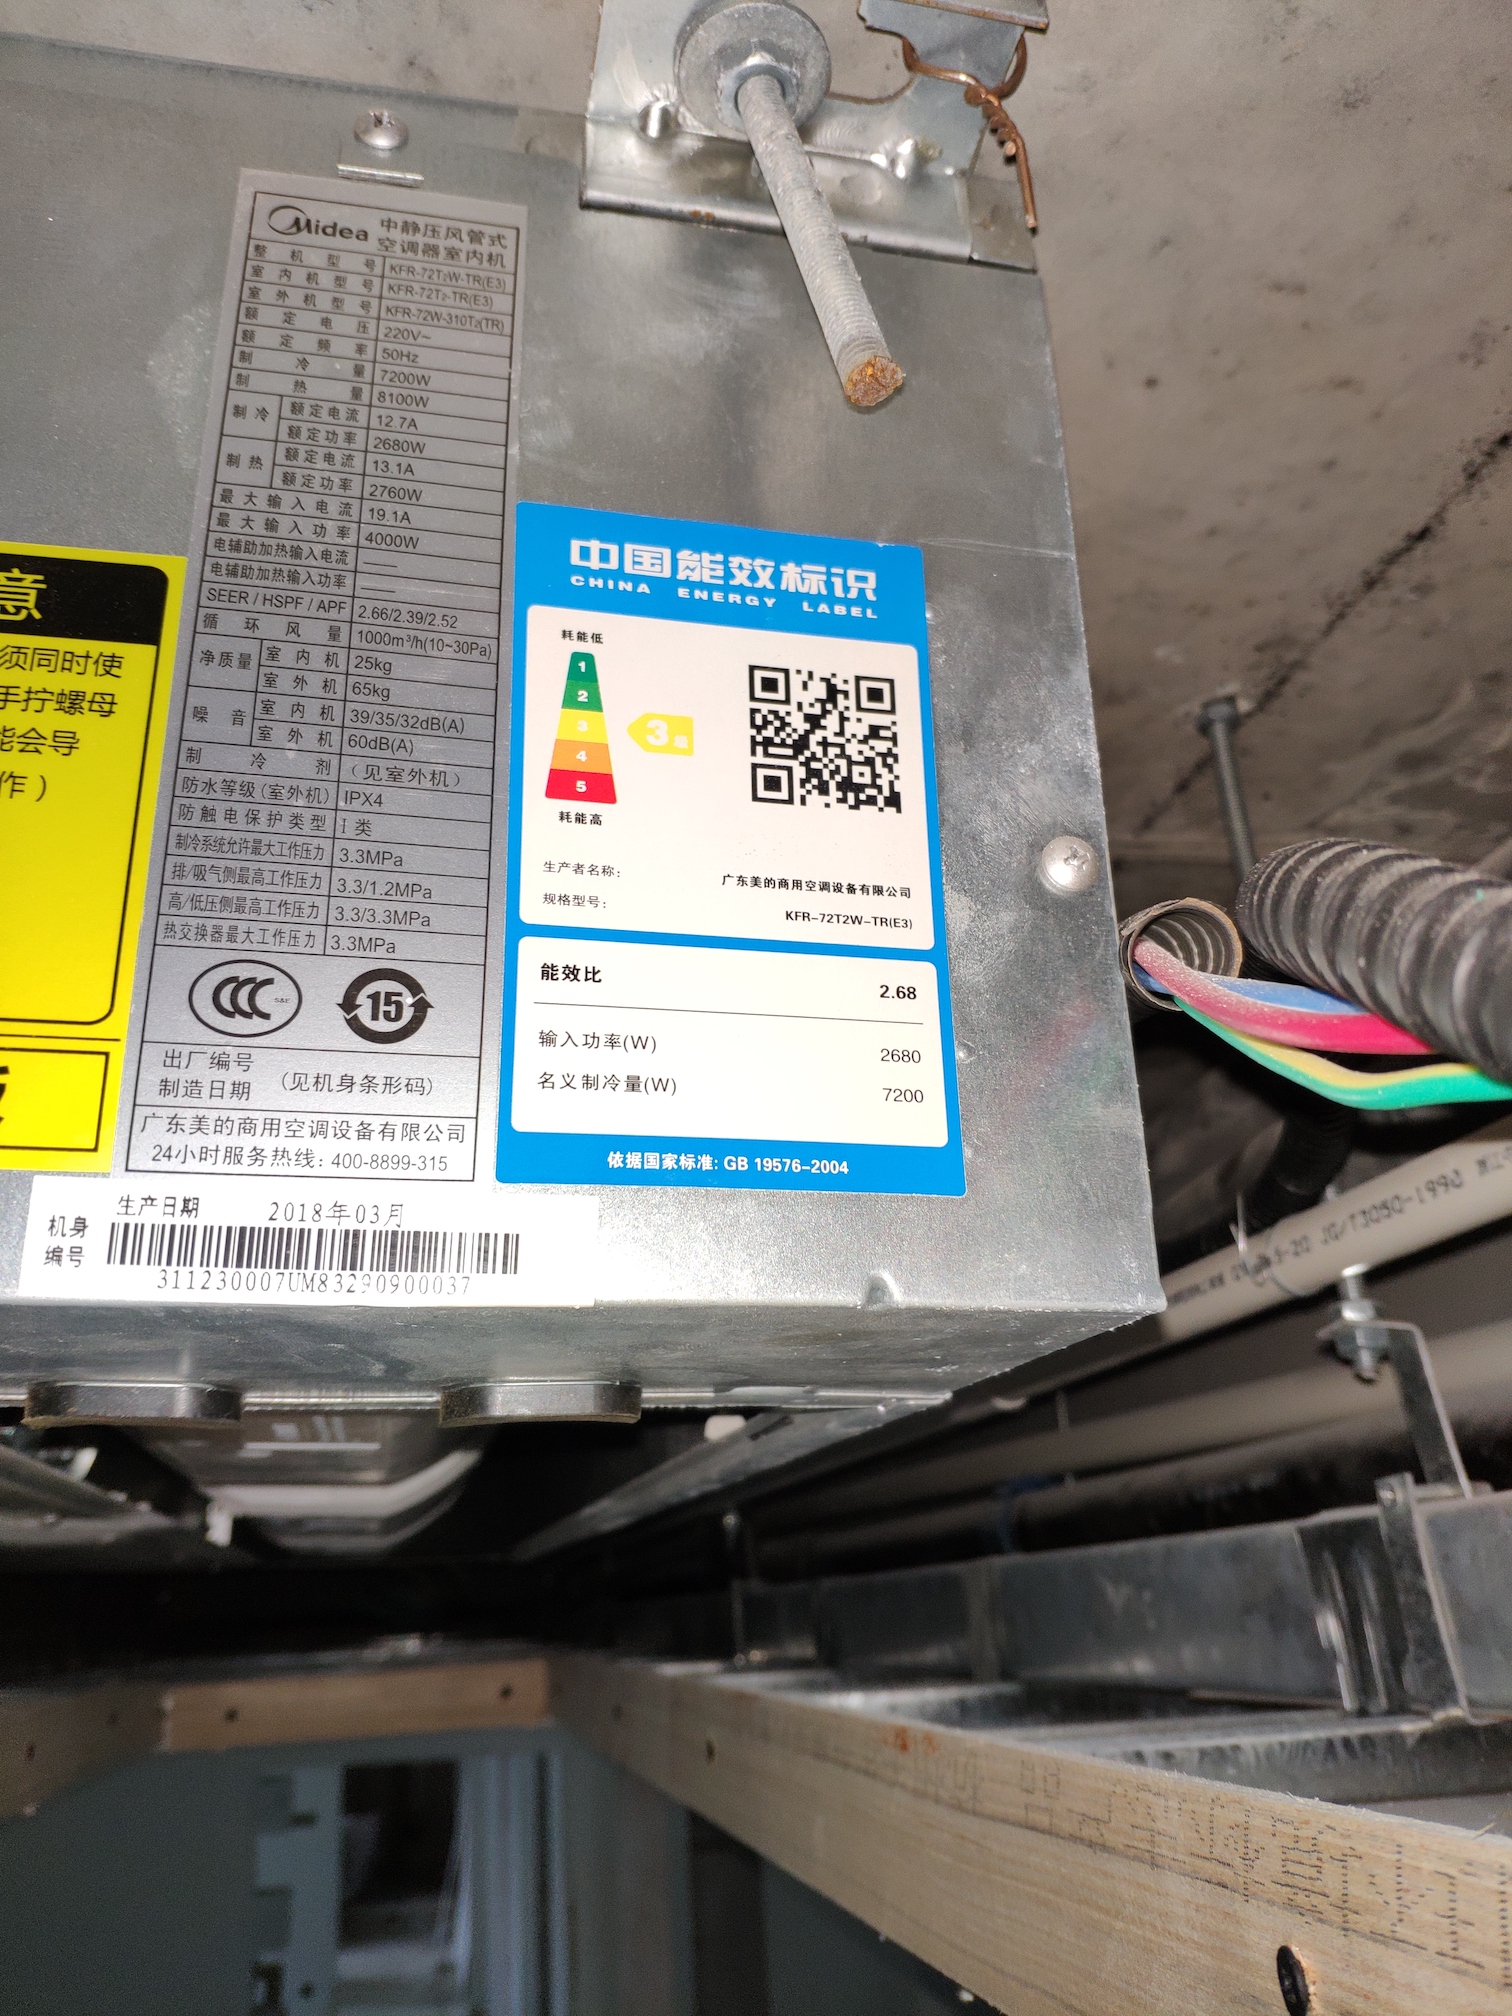 Midea 中静压风管式
空调器室内机
整机型号 KFR-72T₂W-TR(E3)
室内机型号 KFR-72T₂-TR(E3)
室外机型号 KFR-72W-310T₂(TR)
额定电压 220V~
额定频率 50Hz
制冷量 7200W
制热量 8100W
制冷 额定电流 12.7A
额定功率 2680W
制热 额定电流 13.1A
额定功率 2760W
最大输入电流 19.1A
最大输入功率 4000W
电辅助加热输入电流 ——
电辅助加热输入功率 ——
SEER/HSPF/APF 2.66/2.39/2.52
循环风量 1000m³/h(10~30Pa)
净质量 室内机 25kg
室外机 65kg
噪音 室内机 39/35/32dB(A)
室外机 60dB(A)
制冷剂 (见室外机)
防水等级(室外机) IPX4
防触电保护类型 I类
制冷系统允许最大工作压力 3.3MPa
排/吸气侧最高工作压力 3.3/1.2MPa
高/低压侧最高工作压力 3.3/3.3MPa
热交换器最大工作压力 3.3MPa
CCC S&E 15
出厂编号
制造日期 (见机身条形码)
广东美的商用空调设备有限公司
24小时服务热线: 400-8899-315
生产日期 2018年03月
机身
编号
311230007UM83290900037
意
须同时使
手拧螺母
能会导
作)
中国能效标识
CHINA ENERGY LABEL
耗能低
1
2
3 3级
4
5
耗能高
生产者名称: 广东美的商用空调设备有限公司
规格型号: KFR-72T2W-TR(E3)
能效比 2.68
输入功率(W) 2680
名义制冷量(W) 7200
依据国家标准: GB 19576-2004
JG/T3050-1998